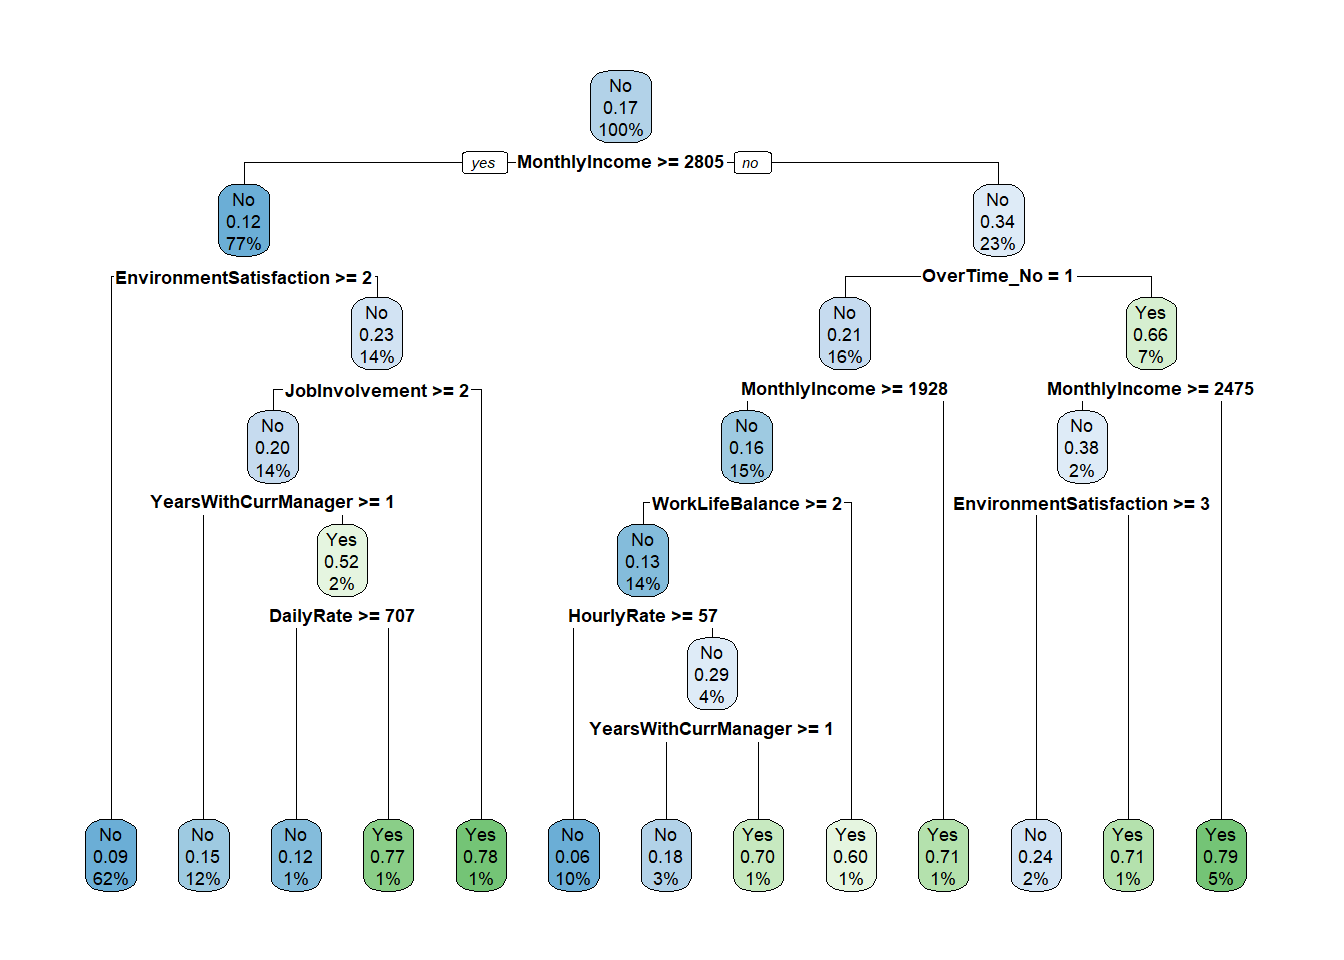 No
0.17
100%
yes MonthlyIncome >= 2805 no
No
0.12
77%
No
0.34
23%
EnvironmentSatisfaction >= 2
OverTime_No = 1
No
0.23
14%
No
0.21
16%
Yes
0.66
7%
JobInvolvement >= 2
MonthlyIncome >= 1928
MonthlyIncome >= 2475
No
0.20
14%
No
0.16
15%
No
0.38
2%
YearsWithCurrManager >= 1
WorkLifeBalance >= 2
EnvironmentSatisfaction >= 3
Yes
0.52
2%
No
0.13
14%
DailyRate >= 707
HourlyRate >= 57
No
0.29
4%
YearsWithCurrManager >= 1
No
0.09
62%
No
0.15
12%
No
0.12
1%
Yes
0.77
1%
Yes
0.78
1%
No
0.06
10%
No
0.18
3%
Yes
0.70
1%
Yes
0.60
1%
Yes
0.71
1%
No
0.24
2%
Yes
0.71
1%
Yes
0.79
5%